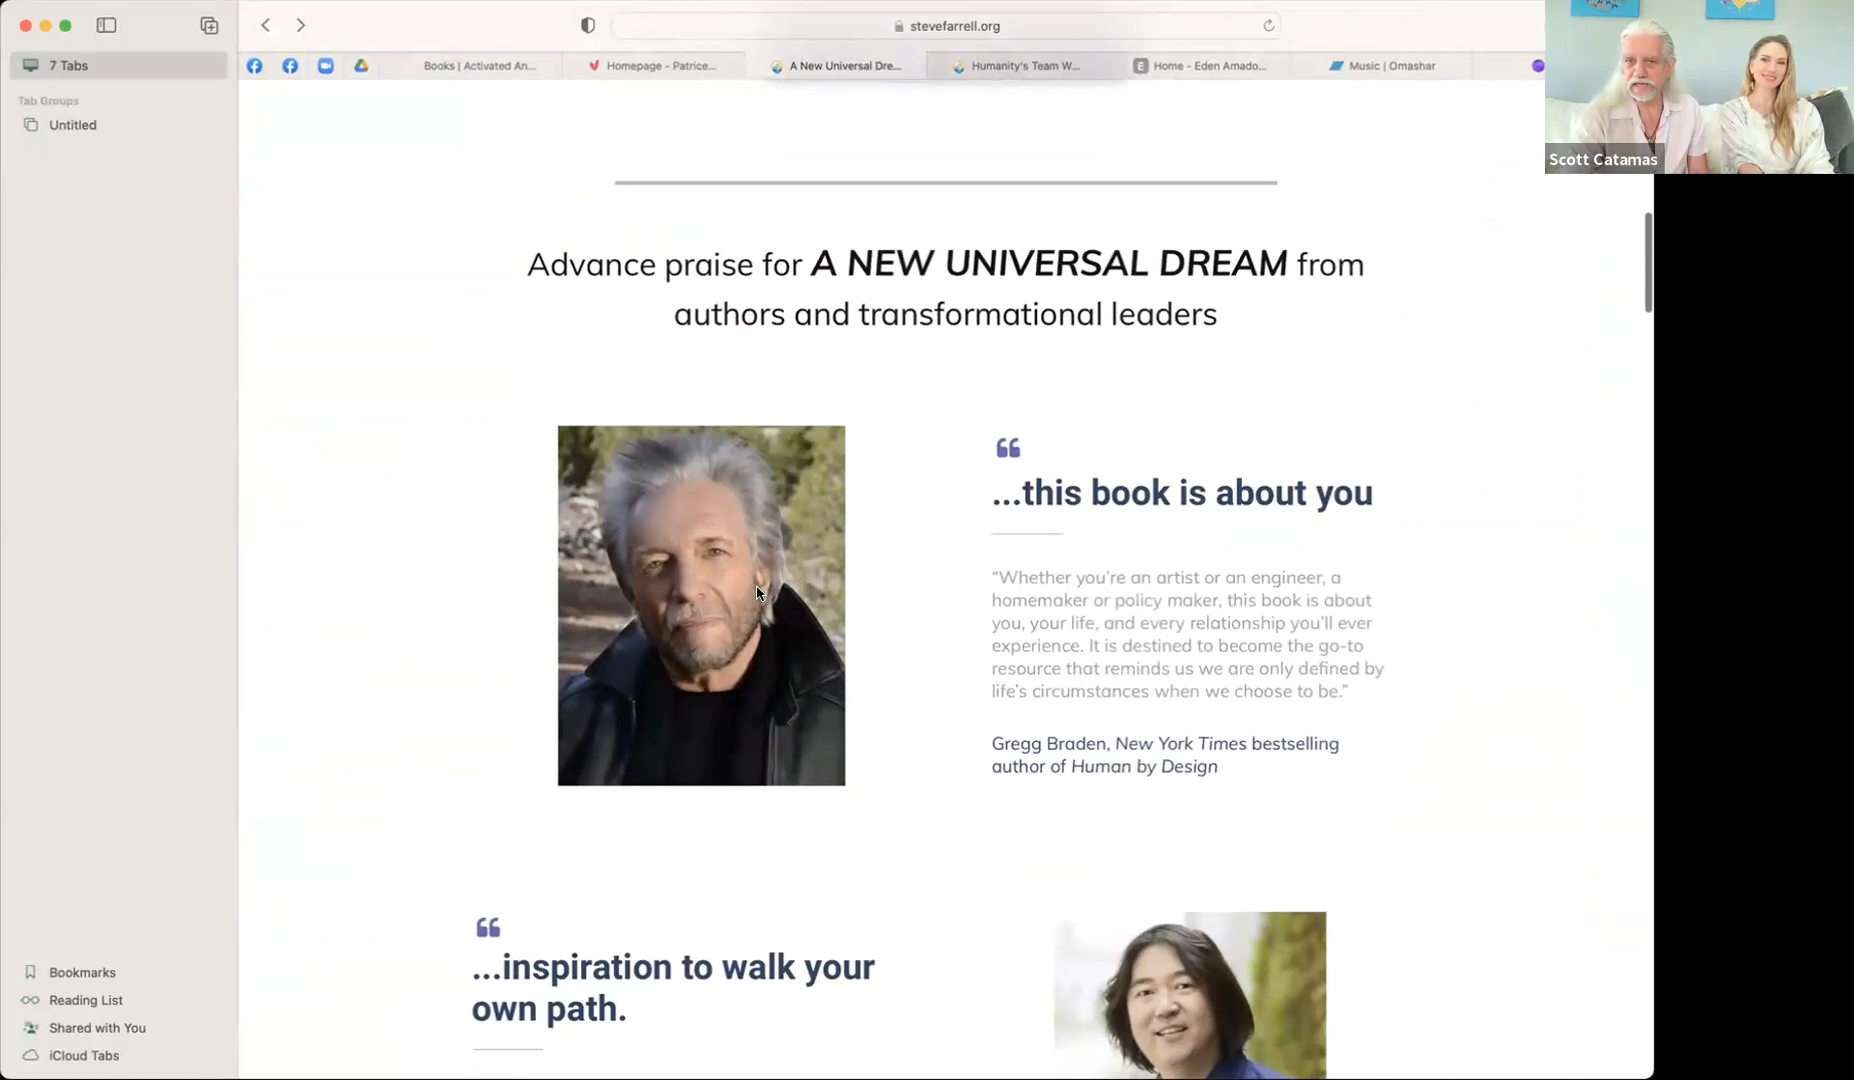 stevefarrell.org
7 Tabs
Books | Activated An...
Homepage - Patrice...
A New Universal Dre...
Humanity's Team W...
E
Home - Eden Amado...
Music | Omashar
Tab Groups
Untitled
Scott Catamas
Advance praise for A NEW UNIVERSAL DREAM from
authors and transformational leaders
“
...this book is about you
“Whether you’re an artist or an engineer, a
homemaker or policy maker, this book is about
you, your life, and every relationship you’ll ever
experience. It is destined to become the go-to
resource that reminds us we are only defined by
life’s circumstances when we choose to be.”
Gregg Braden, New York Times bestselling
author of Human by Design
“
...inspiration to walk your
own path.
Bookmarks
Reading List
Shared with You
iCloud Tabs